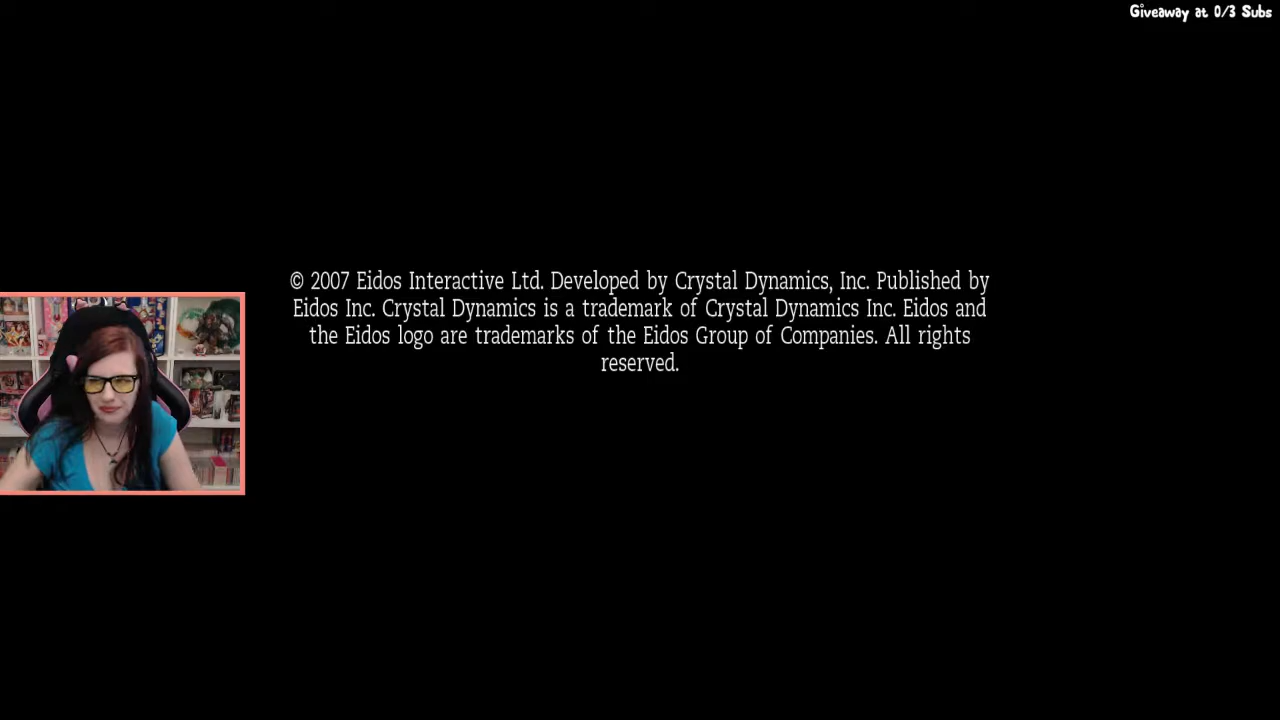 Giveaway at 0/3 Subs
© 2007 Eidos Interactive Ltd. Developed by Crystal Dynamics, Inc. Published by
Eidos Inc. Crystal Dynamics is a trademark of Crystal Dynamics Inc. Eidos and
the Eidos logo are trademarks of the Eidos Group of Companies. All rights
reserved.